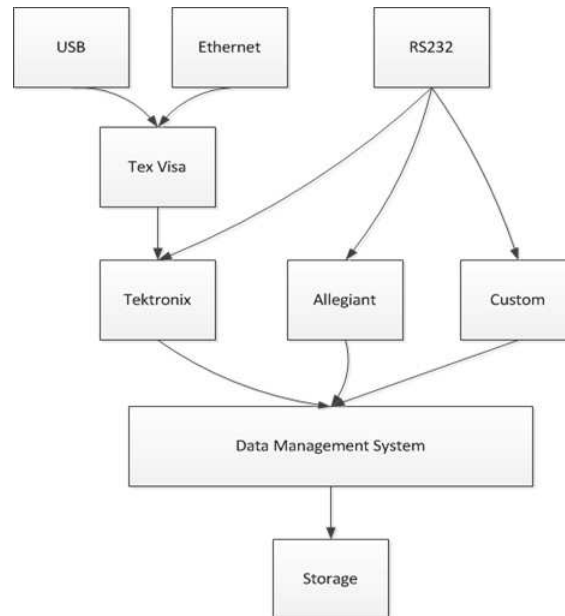 USB
Ethernet
RS232
Tex Visa
Tektronix
Allegiant
Custom
Data Management System
Storage